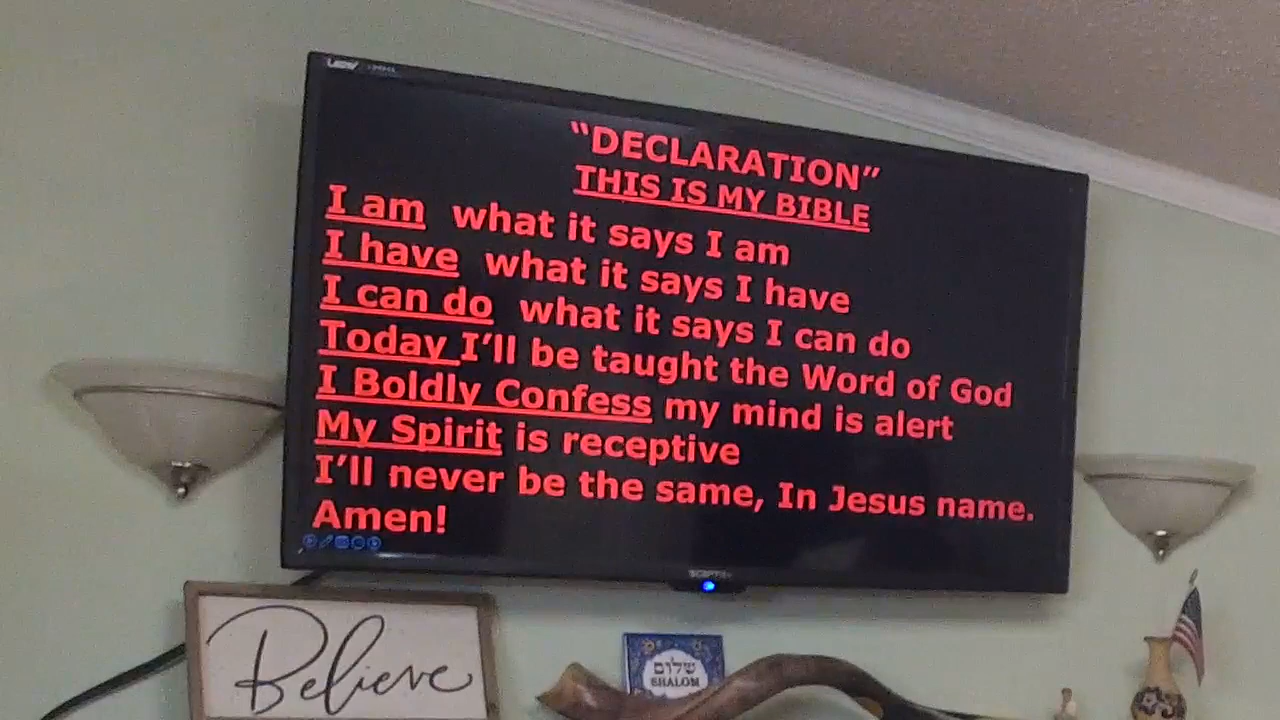 “DECLARATION”
THIS IS MY BIBLE
I am what it says I am
I have what it says I have
I can do what it says I can do
Today I’ll be taught the Word of God
I Boldly Confess my mind is alert
My Spirit is receptive
I’ll never be the same, In Jesus name.
Amen!
SCEPTRE
Believe
שלום
SHALOM